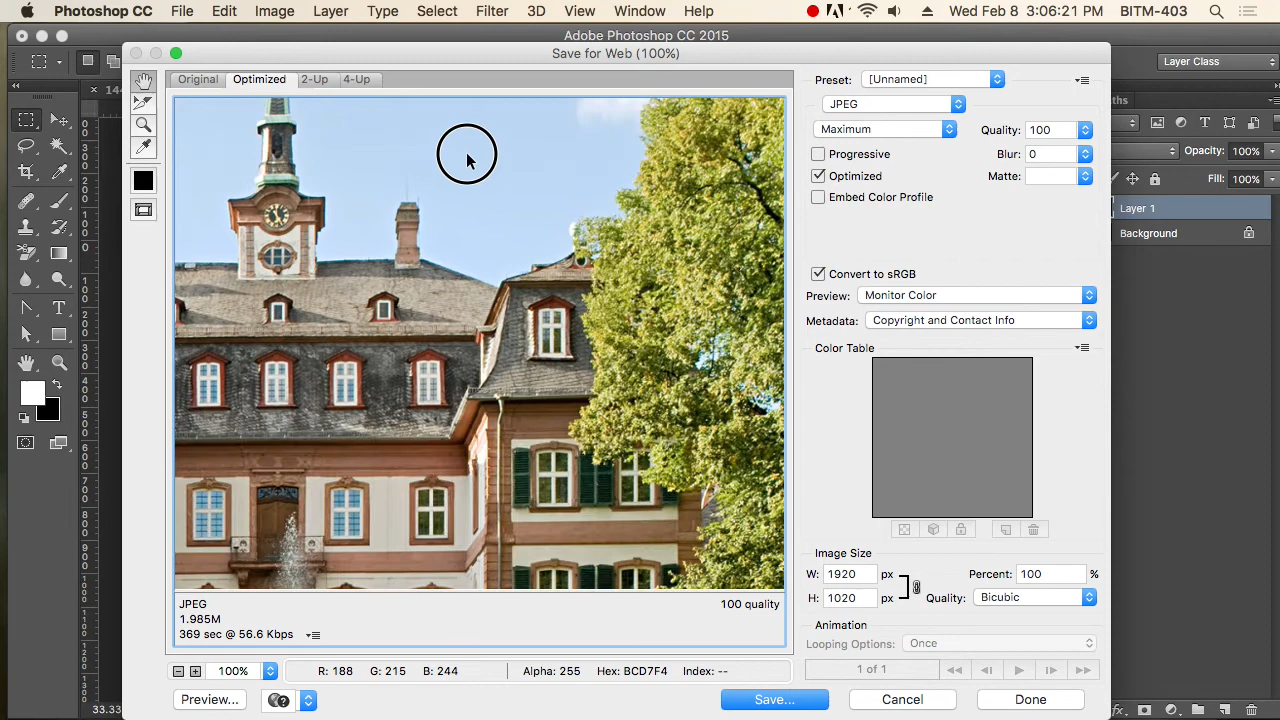 Photoshop CC File Edit Image Layer Type Select Filter 3D View Window Help Wed Feb 8 3:06:21 PM BITM-403
Adobe Photoshop CC 2015
Save for Web (100%)
Layer Class
Original Optimized 2-Up 4-Up
Preset: [Unnamed]
JPEG
Maximum Quality: 100
Progressive Blur: 0
Optimized Matte:
Embed Color Profile
Convert to sRGB
Preview: Monitor Color
Metadata: Copyright and Contact Info
Color Table
Image Size
W: 1920 px Percent: 100 %
H: 1020 px Quality: Bicubic
Animation
Looping Options: Once
1 of 1
JPEG 100 quality
1.985M
369 sec @ 56.6 Kbps
100% R: 188 G: 215 B: 244 Alpha: 255 Hex: BCD7F4 Index: --
Preview... Save... Cancel Done
Opacity: 100%
Fill: 100%
Layer 1
Background
33.33